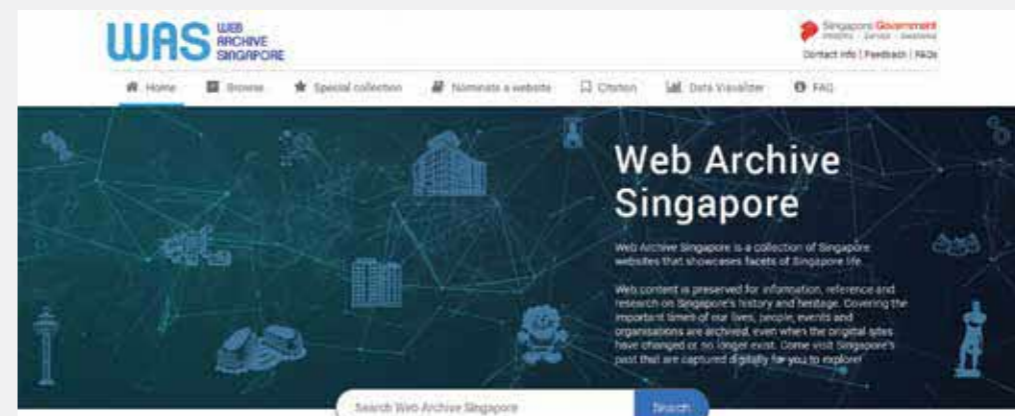 WAS WEB
ARCHIVE
SINGAPORE
Singapore Government
Contact Info | Feedback | FAQs
Home Browse Special collection Nominate a website Citation Data Visualizer FAQ
Web Archive
Singapore
Web Archive Singapore is a collection of Singapore
websites that showcases facets of Singapore life
Web content is preserved for information, reference and
research on Singapore's history and heritage. Covering the
important times of our lives, people, events and
organisations are archived, even when the original sites
have changed or no longer exist. Come visit Singapore's
past that are captured digitally for you to explore!
Search Web Archive Singapore Search